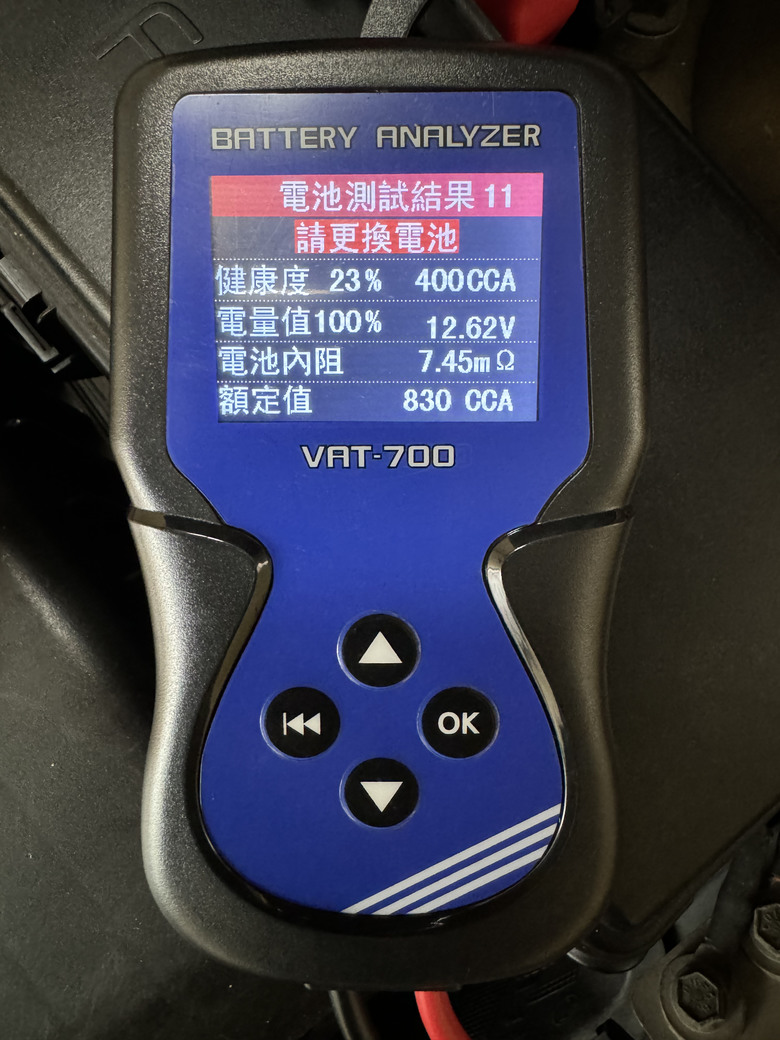 BATTERY ANALYZER
電池測試結果 11
請更換電池
健康度 23% 400CCA
電量值100% 12.62V
電池內阻 7.45mΩ
額定值 830 CCA
VAT-700
OK